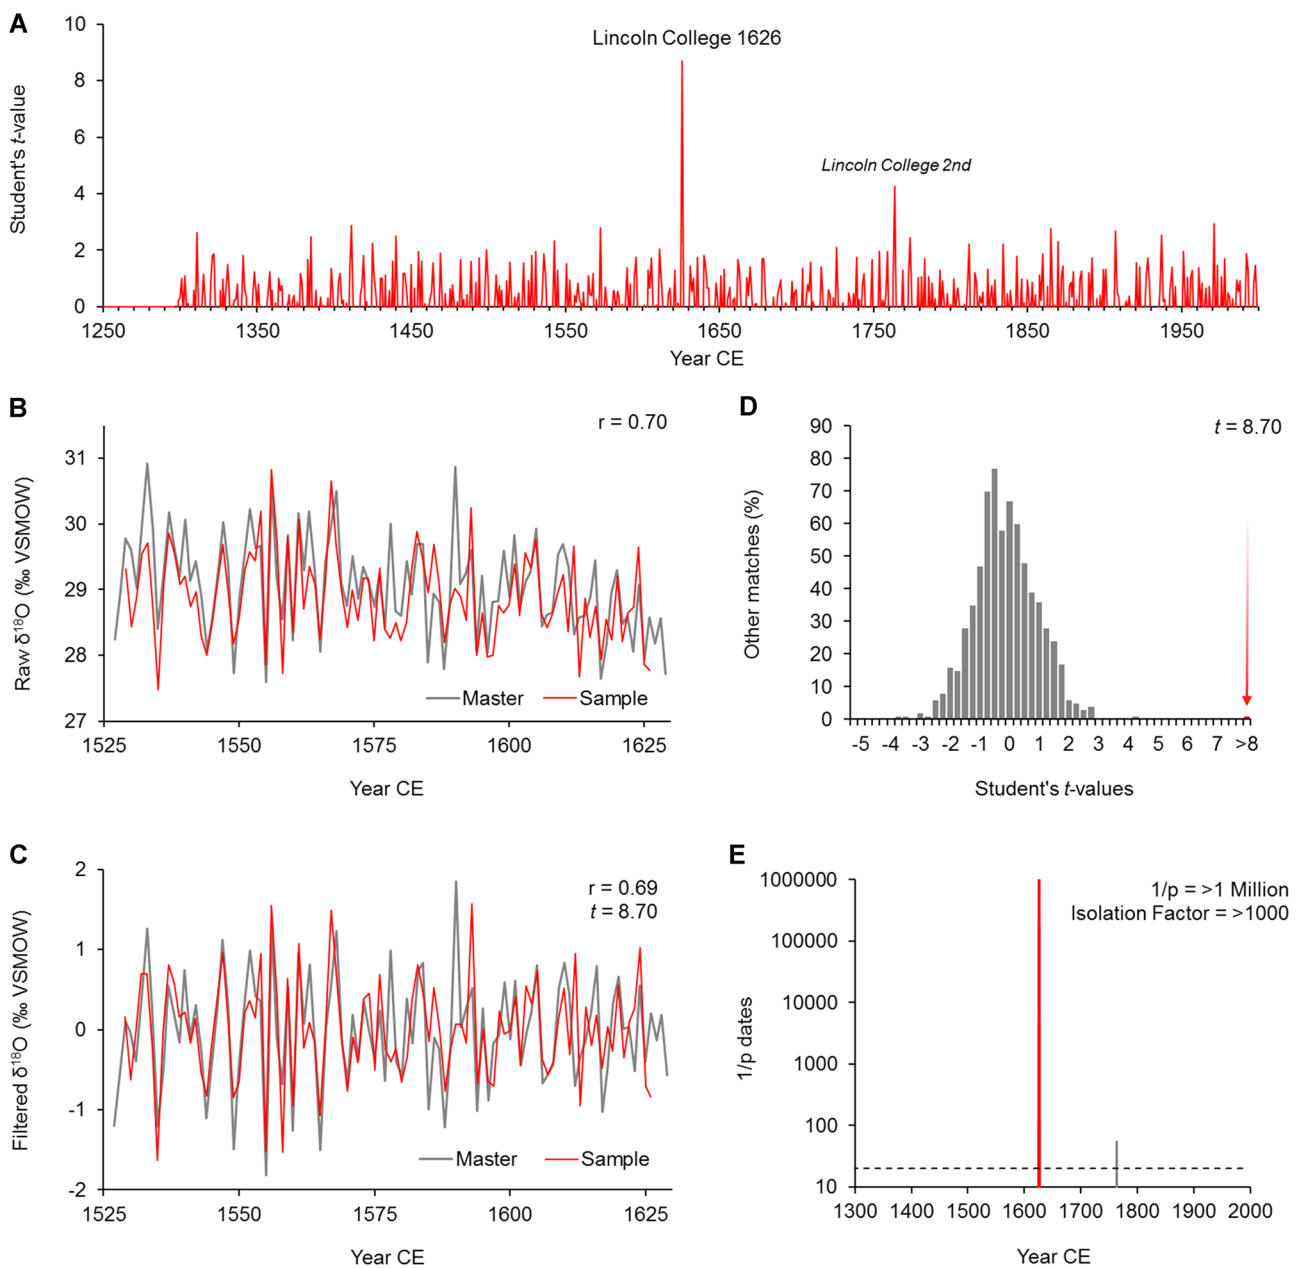 A
10
8
6
4
2
0
Student's t-value
Lincoln College 1626
Lincoln College 2nd
1250 1350 1450 1550 1650 1750 1850 1950
Year CE
B
r = 0.70
31
30
29
28
27
Raw δ¹⁸O (‰ VSMOW)
Master Sample
1525 1550 1575 1600 1625
Year CE
D
t = 8.70
90
80
70
60
50
40
30
20
10
0
Other matches (%)
-5 -4 -3 -2 -1 0 1 2 3 4 5 6 7 >8
Student's t-values
C
r = 0.69
t = 8.70
2
1
0
-1
-2
Filtered δ¹⁸O (‰ VSMOW)
Master Sample
1525 1550 1575 1600 1625
Year CE
E
1/p = >1 Million
Isolation Factor = >1000
1000000
100000
10000
1000
100
10
1/p dates
1300 1400 1500 1600 1700 1800 1900 2000
Year CE